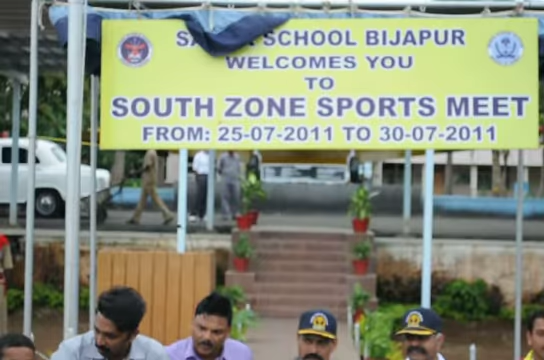 SCHOOL BIJAPUR
WELCOMES YOU
TO
SOUTH ZONE SPORTS MEET
FROM: 25-07-2011 TO 30-07-2011